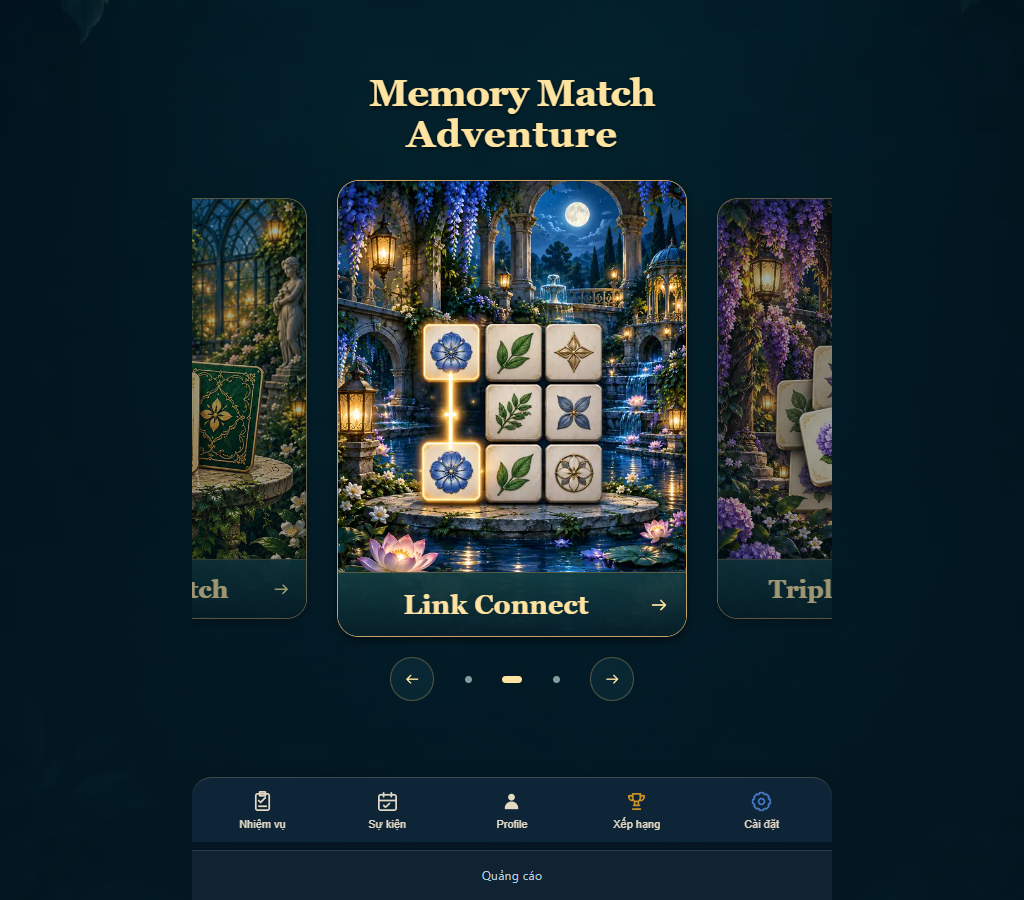 Memory Match
Adventure
tch
Link Connect
Tripl
Nhiệm vụ
Sự kiện
Profile
Xếp hạng
Cài đặt
Quảng cáo